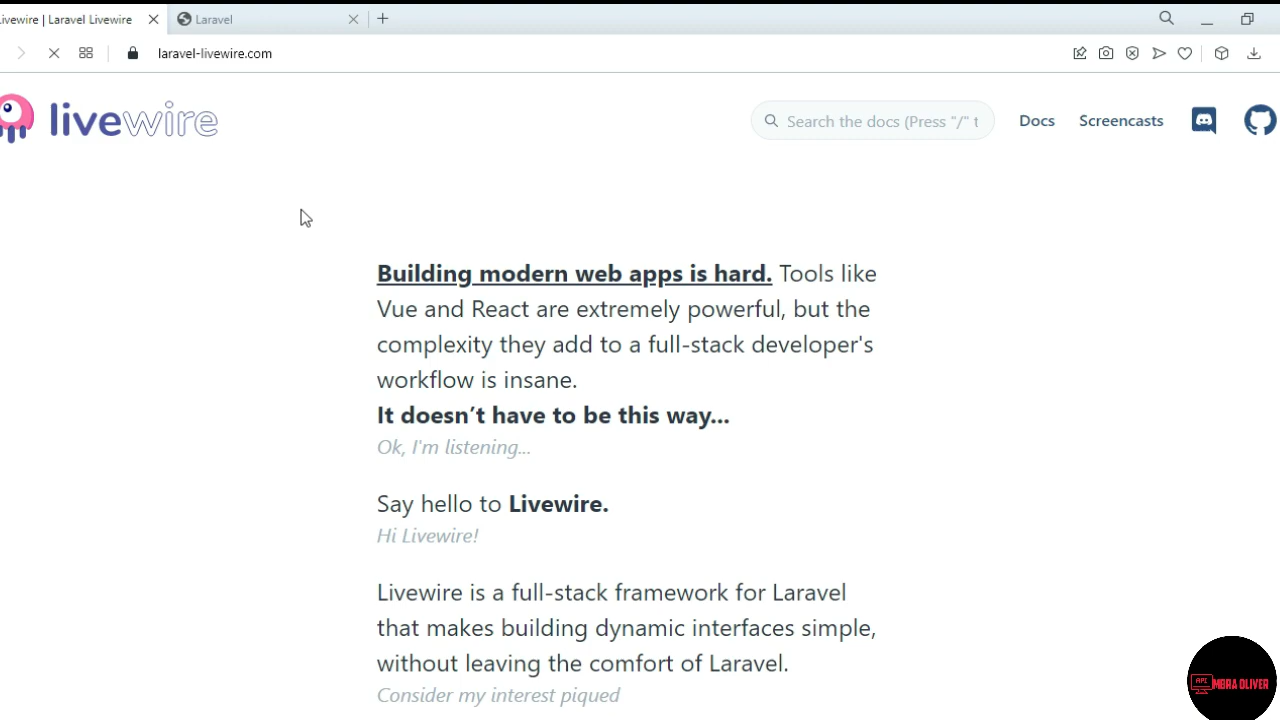 ivewire | Laravel Livewire
Laravel
laravel-livewire.com
livewire
Search the docs (Press "/" t
Docs
Screencasts
Building modern web apps is hard. Tools like
Vue and React are extremely powerful, but the
complexity they add to a full-stack developer's
workflow is insane.
It doesn’t have to be this way...
Ok, I'm listening...
Say hello to Livewire.
Hi Livewire!
Livewire is a full-stack framework for Laravel
that makes building dynamic interfaces simple,
without leaving the comfort of Laravel.
Consider my interest piqued
API
MBRA OLIVER